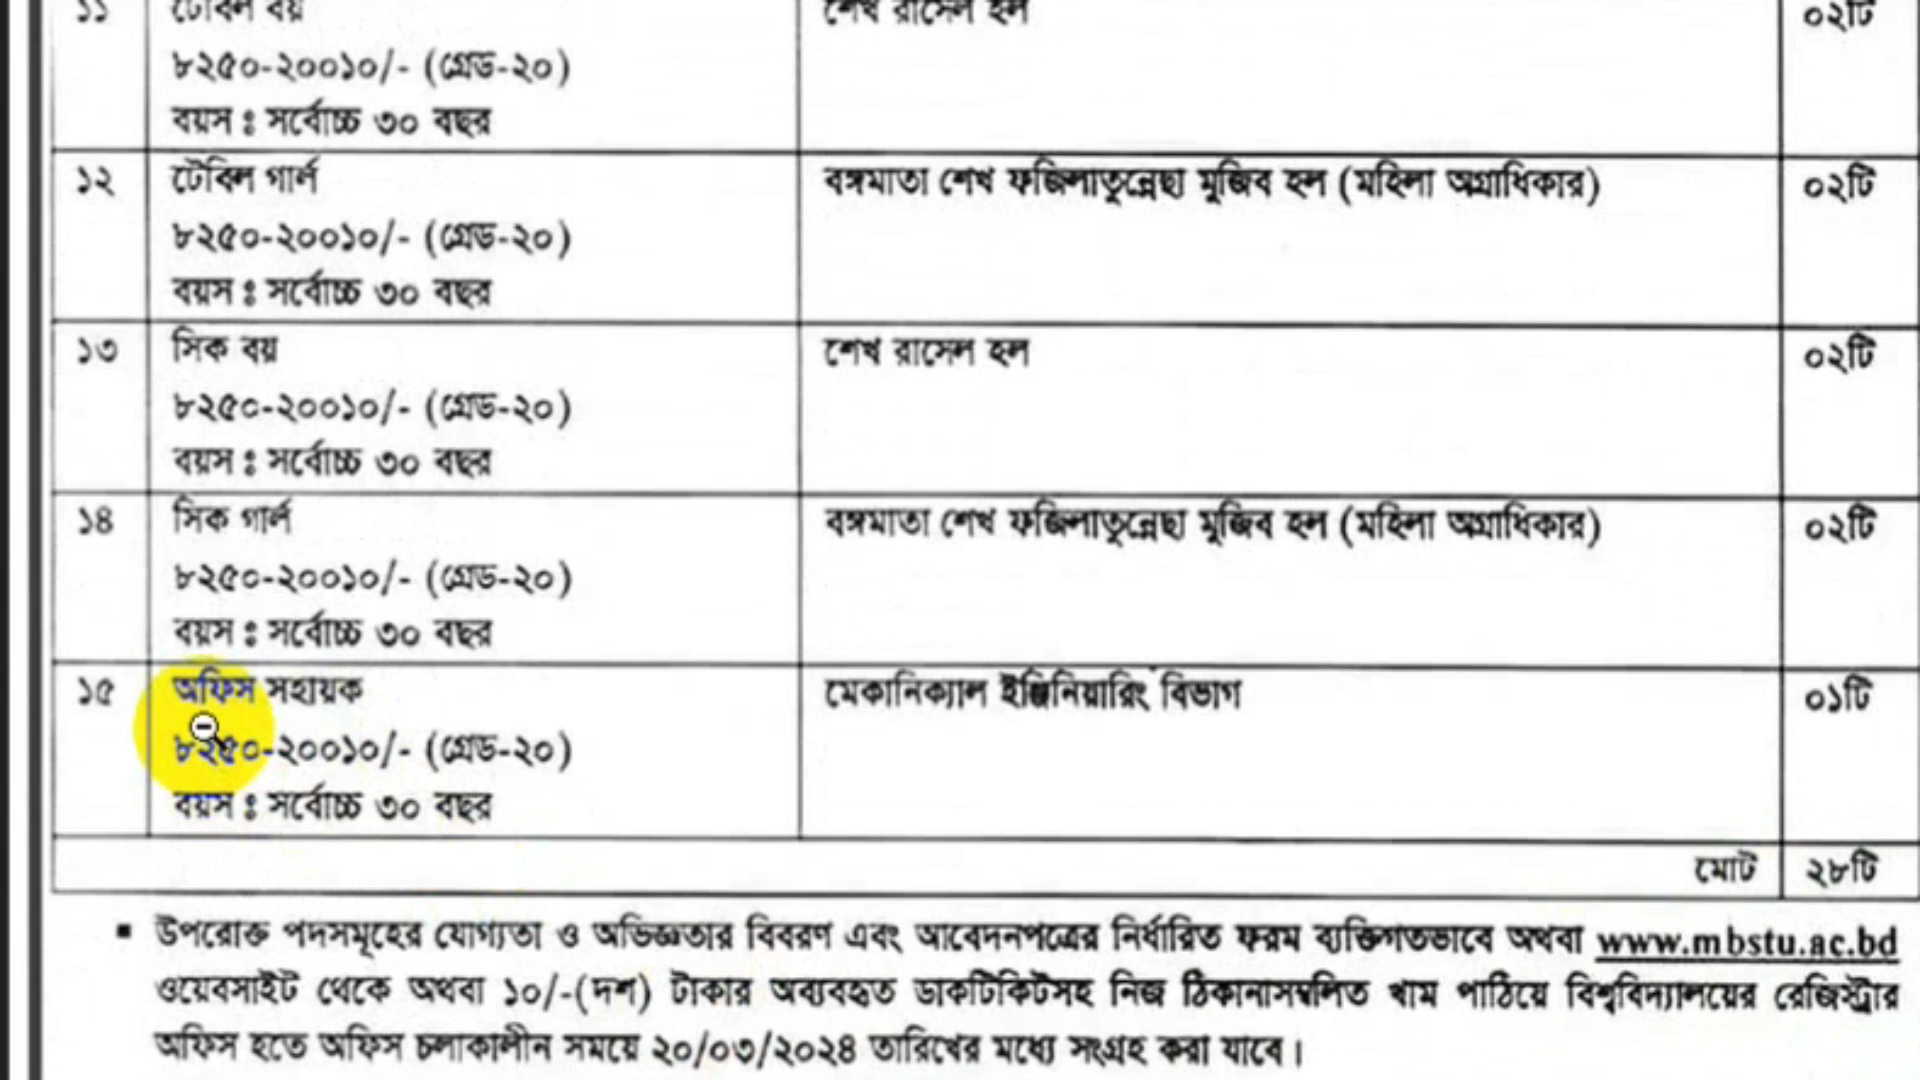 ১১ টেবিল বয় শেখ রাসেল হল ০২টি
৮২৫০-২০০১০/- (গ্রেড-২০)
বয়স ঃ সর্বোচ্চ ৩০ বছর
১২ টেবিল গার্ল বঙ্গমাতা শেখ ফজিলাতুন্নেছা মুজিব হল (মহিলা অগ্রাধিকার) ০২টি
৮২৫০-২০০১০/- (গ্রেড-২০)
বয়স ঃ সর্বোচ্চ ৩০ বছর
১৩ সিক বয় শেখ রাসেল হল ০২টি
৮২৫০-২০০১০/- (গ্রেড-২০)
বয়স ঃ সর্বোচ্চ ৩০ বছর
১৪ সিক গার্ল বঙ্গমাতা শেখ ফজিলাতুন্নেছা মুজিব হল (মহিলা অগ্রাধিকার) ০২টি
৮২৫০-২০০১০/- (গ্রেড-২০)
বয়স ঃ সর্বোচ্চ ৩০ বছর
১৫ অফিস সহায়ক মেকানিক্যাল ইঞ্জিনিয়ারিং বিভাগ ০১টি
৮২৫০-২০০১০/- (গ্রেড-২০)
বয়স ঃ সর্বোচ্চ ৩০ বছর
মোট ২৮টি
▪ উপরোক্ত পদসমূহের যোগ্যতা ও অভিজ্ঞতার বিবরণ এবং আবেদনপত্রের নির্ধারিত ফরম ব্যক্তিগতভাবে অথবা www.mbstu.ac.bd
ওয়েবসাইট থেকে অথবা ১০/-(দশ) টাকার অব্যবহৃত ডাকটিকিটসহ নিজ ঠিকানাসম্বলিত খাম পাঠিয়ে বিশ্ববিদ্যালয়ের রেজিস্ট্রার
অফিস হতে অফিস চলাকালীন সময়ে ২০/০৩/২০২৪ তারিখের মধ্যে সংগ্রহ করা যাবে।